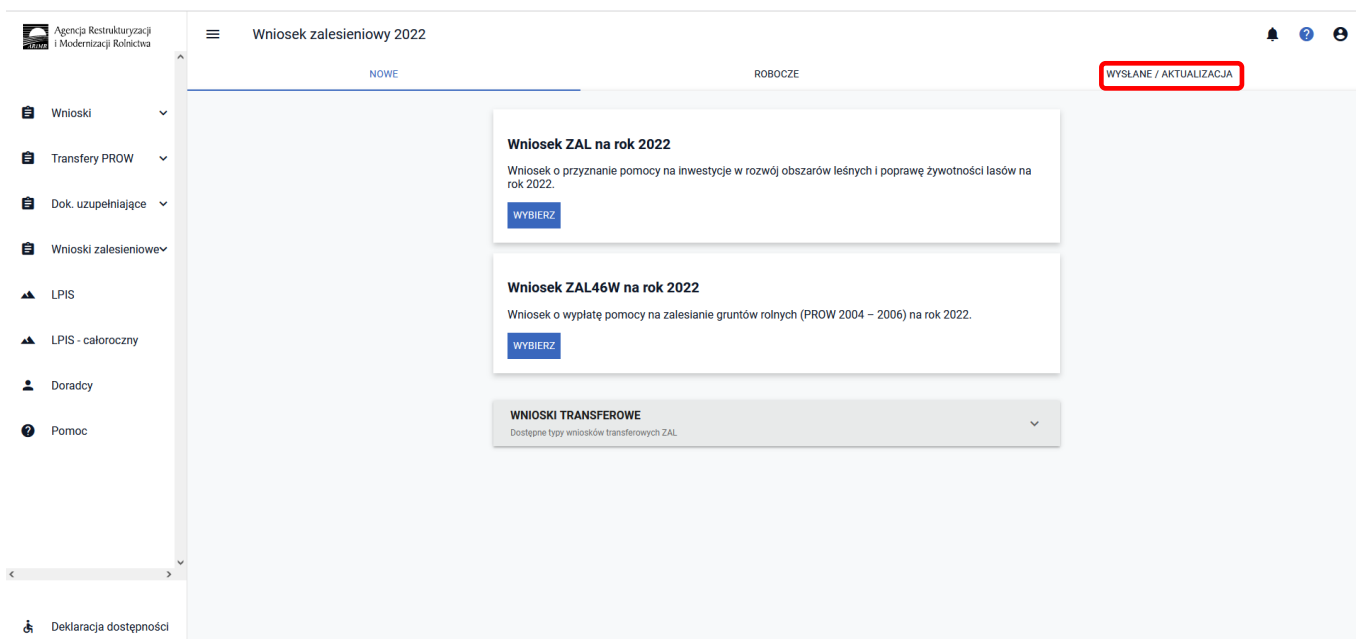 Agencja Restrukturyzacji
i Modernizacji Rolnictwa
ARiMR
Wniosek zalesieniowy 2022
NOWE
ROBOCZE
WYSŁANE / AKTUALIZACJA
Wnioski
Transfery PROW
Dok. uzupełniające
Wnioski zalesieniowe
LPIS
LPIS - całoroczny
Doradcy
Pomoc
Deklaracja dostępności
Wniosek ZAL na rok 2022
Wniosek o przyznanie pomocy na inwestycje w rozwój obszarów leśnych i poprawę żywotności lasów na
rok 2022.
WYBIERZ
Wniosek ZAL46W na rok 2022
Wniosek o wypłatę pomocy na zalesianie gruntów rolnych (PROW 2004 – 2006) na rok 2022.
WYBIERZ
WNIOSKI TRANSFEROWE
Dostępne typy wniosków transferowych ZAL